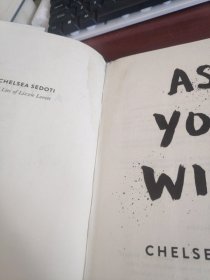 CHELSEA SEDOTI
Lies of Lizzie Lovett
AS
YO
WI
CHELSE